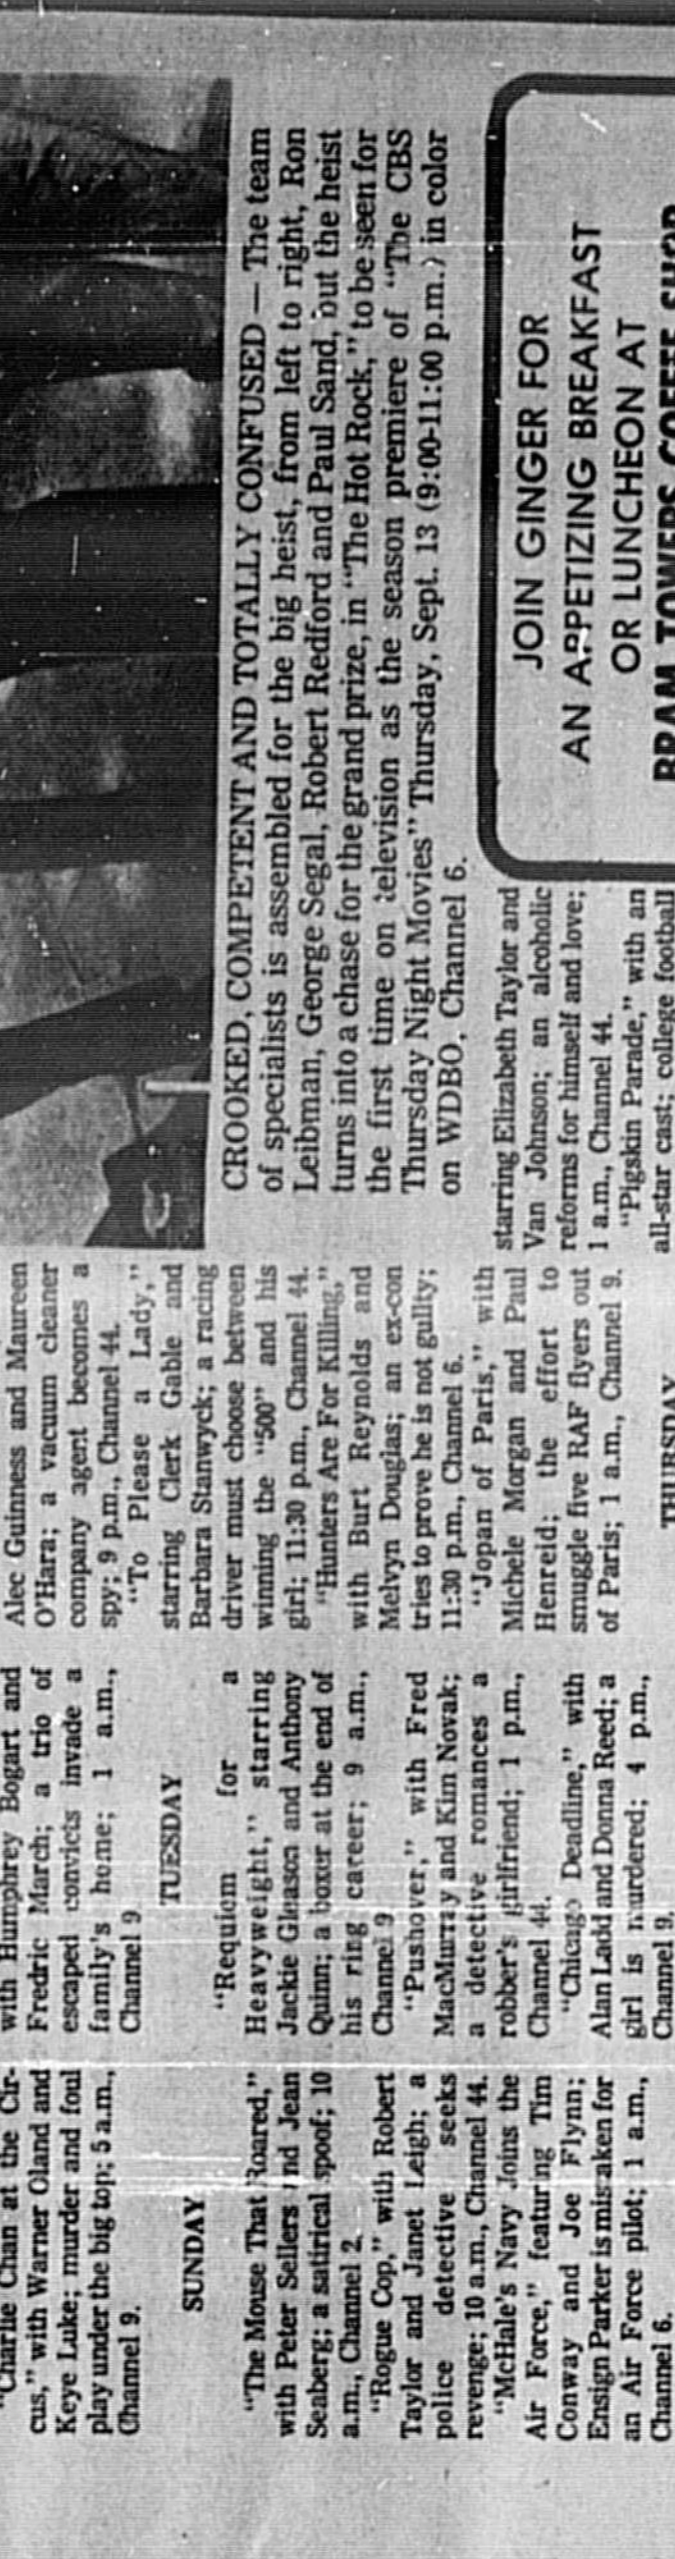 "Charlie Chan at the Cir-
cus," with Warner Oland and
Keye Luke; murder and foul
play under the big top; 5 a.m.,
Channel 9.
SUNDAY
"The Mouse That Roared,"
with Peter Sellers and Jean
Seaberg; a satirical spoof; 10
a.m., Channel 2.
"Rogue Cop," with Robert
Taylor and Janet Leigh; a
police detective seeks
revenge; 10 a.m., Channel 44.
"McHale's Navy Joins the
Air Force," featuring Tim
Conway and Joe Flynn;
Ensign Parker is mistaken for
an Air Force pilot; 1 a.m.,
Channel 6.
with Humphrey Bogart and
Fredric March; a trio of
escaped convicts invade a
family's home; 1 a.m.,
Channel 9
TUESDAY
"Requiom for a
Heavyweight," starring
Jackie Gleason and Anthony
Quinn; a boxer at the end of
his ring career; 9 a.m.,
Channel 9
"Pushover," with Fred
MacMurray and Kim Novak;
a detective romances a
robber's girlfriend; 1 p.m.,
Channel 44.
"Chicago Deadline," with
Alan Ladd and Donna Reed; a
girl is murdered; 4 p.m.,
Channel 9.
Alec Guinness and Maureen
O'Hara; a vacuum cleaner
company agent becomes a
spy; 9 p.m., Channel 44.
"To Please a Lady,"
starring Clerk Gable and
Barbara Stanwyck; a racing
driver must choose between
winning the "500" and his
girl; 11:30 p.m., Channel 44.
"Hunters Are For Killing,"
with Burt Reynolds and
Melvyn Douglas; an ex-con
tries to prove he is not guilty;
11:30 p.m., Channel 6.
"Jopan of Paris," with
Michele Morgan and Paul
Henreid; the effort to
smuggle five RAF flyers out
of Paris; 1 a.m., Channel 9.
THURSDAY
CROOKED, COMPETENT AND TOTALLY CONFUSED — The team
of specialists is assembled for the big heist, from left to right, Ron
Leibman, George Segal, Robert Redford and Paul Sand, but the heist
turns into a chase for the grand prize, in "The Hot Rock," to be seen for
the first time on television as the season premiere of "The CBS
Thursday Night Movies" Thursday, Sept. 13 (9:00-11:00 p.m.) in color
on WDBO, Channel 6.
starring Elizabeth Taylor and
Van Johnson; an alcoholic
reforms for himself and love;
1 a.m., Channel 44.
"Pigskin Parade," with an
all-star cast; college football
JOIN GINGER FOR
AN APPETIZING BREAKFAST
OR LUNCHEON AT
BRAM TOWERS COFFEE SHOP